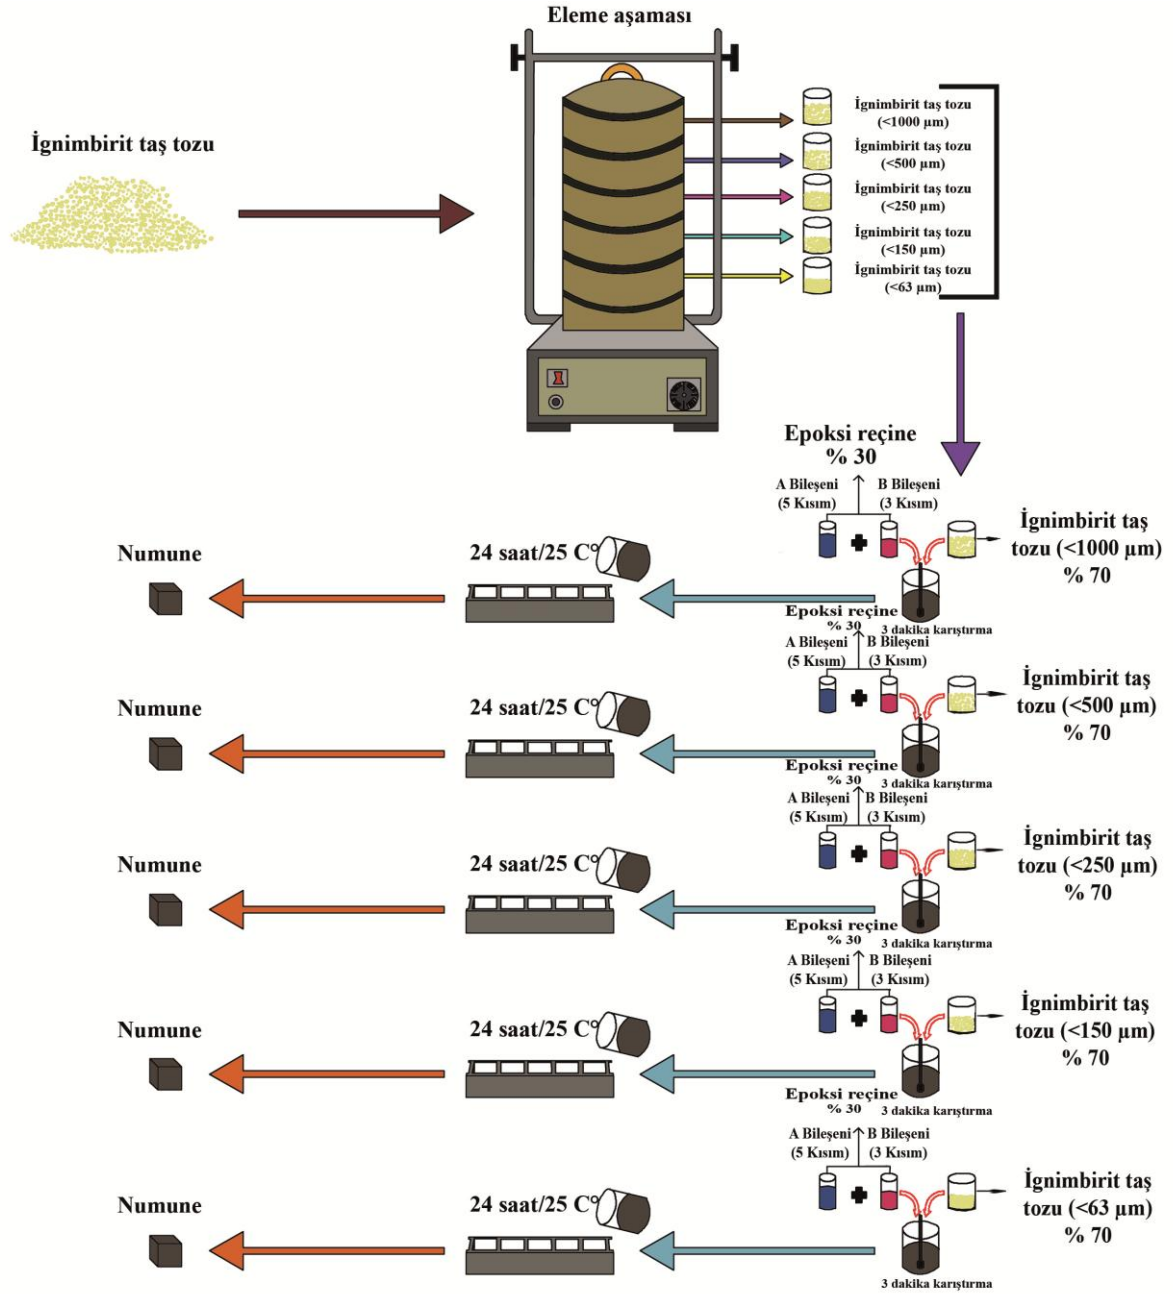 Eleme aşaması
İgnimbirit taş tozu
İgnimbirit taş tozu
(<1000 µm)
İgnimbirit taş tozu
(<500 µm)
İgnimbirit taş tozu
(<250 µm)
İgnimbirit taş tozu
(<150 µm)
İgnimbirit taş tozu
(<63 µm)
Epoksi reçine
% 30
A Bileşeni
(5 Kısım)
B Bileşeni
(3 Kısım)
İgnimbirit taş
tozu (<1000 µm)
% 70
3 dakika karıştırma
24 saat/25 C°
Numune
Epoksi reçine
% 30
A Bileşeni
(5 Kısım)
B Bileşeni
(3 Kısım)
İgnimbirit taş
tozu (<500 µm)
% 70
3 dakika karıştırma
24 saat/25 C°
Numune
Epoksi reçine
% 30
A Bileşeni
(5 Kısım)
B Bileşeni
(3 Kısım)
İgnimbirit taş
tozu (<250 µm)
% 70
3 dakika karıştırma
24 saat/25 C°
Numune
Epoksi reçine
% 30
A Bileşeni
(5 Kısım)
B Bileşeni
(3 Kısım)
İgnimbirit taş
tozu (<150 µm)
% 70
3 dakika karıştırma
24 saat/25 C°
Numune
Epoksi reçine
% 30
A Bileşeni
(5 Kısım)
B Bileşeni
(3 Kısım)
İgnimbirit taş
tozu (<63 µm)
% 70
3 dakika karıştırma
24 saat/25 C°
Numune